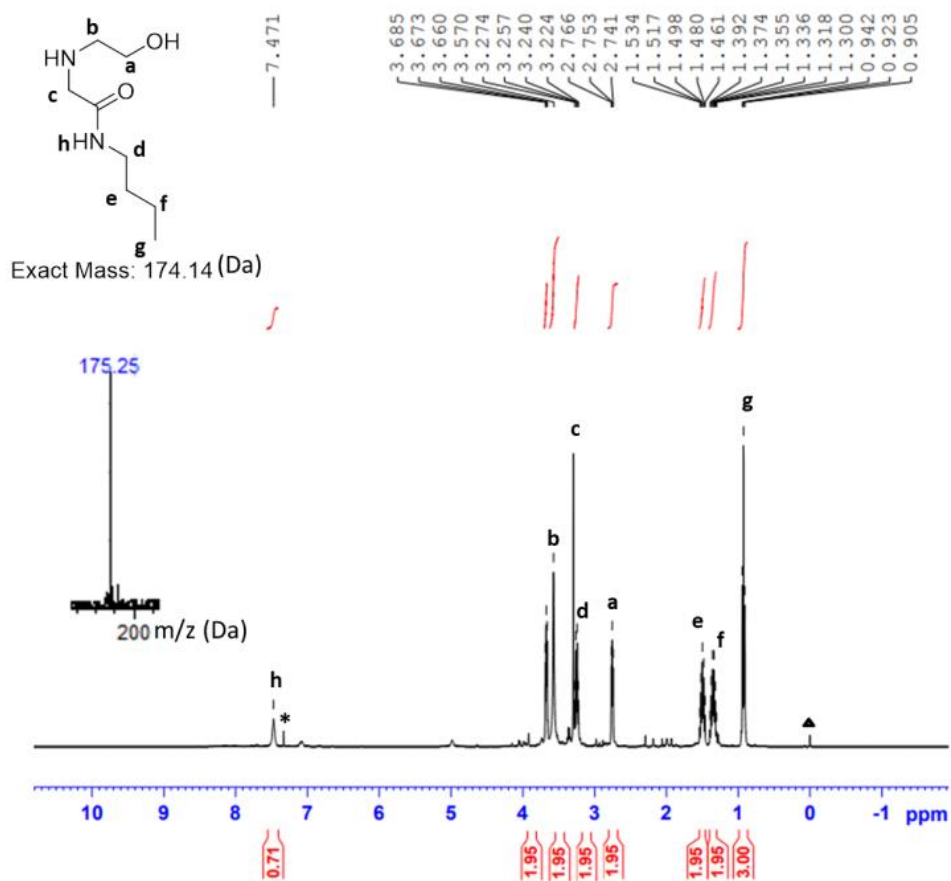 b
OH
NH
a
c
O
hHN
d
e
f
g
Exact Mass: 174.14 (Da)
7.471
3.685
3.673
3.660
3.570
3.274
3.257
3.240
3.224
2.766
2.753
2.741
1.534
1.517
1.498
1.480
1.461
1.392
1.374
1.355
1.336
1.318
1.300
0.942
0.923
0.905
175.25
200 m/z (Da)
h
*
b
c
d
a
e
f
g
10 9 8 7 6 5 4 3 2 1 0 -1 ppm
0.71
1.95
1.95
1.95
1.95
1.95
1.95
3.00